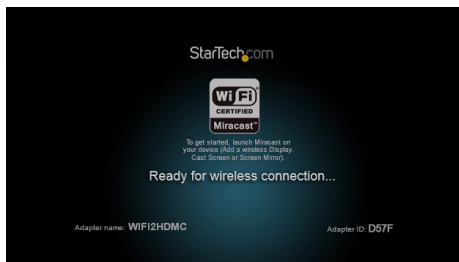 StarTech.com
Wi Fi
CERTIFIED
Miracast™
To get started, launch Miracast on
your device (Add a wireless Display.
Cast Screen or Screen Mirror).
Ready for wireless connection...
Adapter name: WIFI2HDMC
Adapter ID: D57F